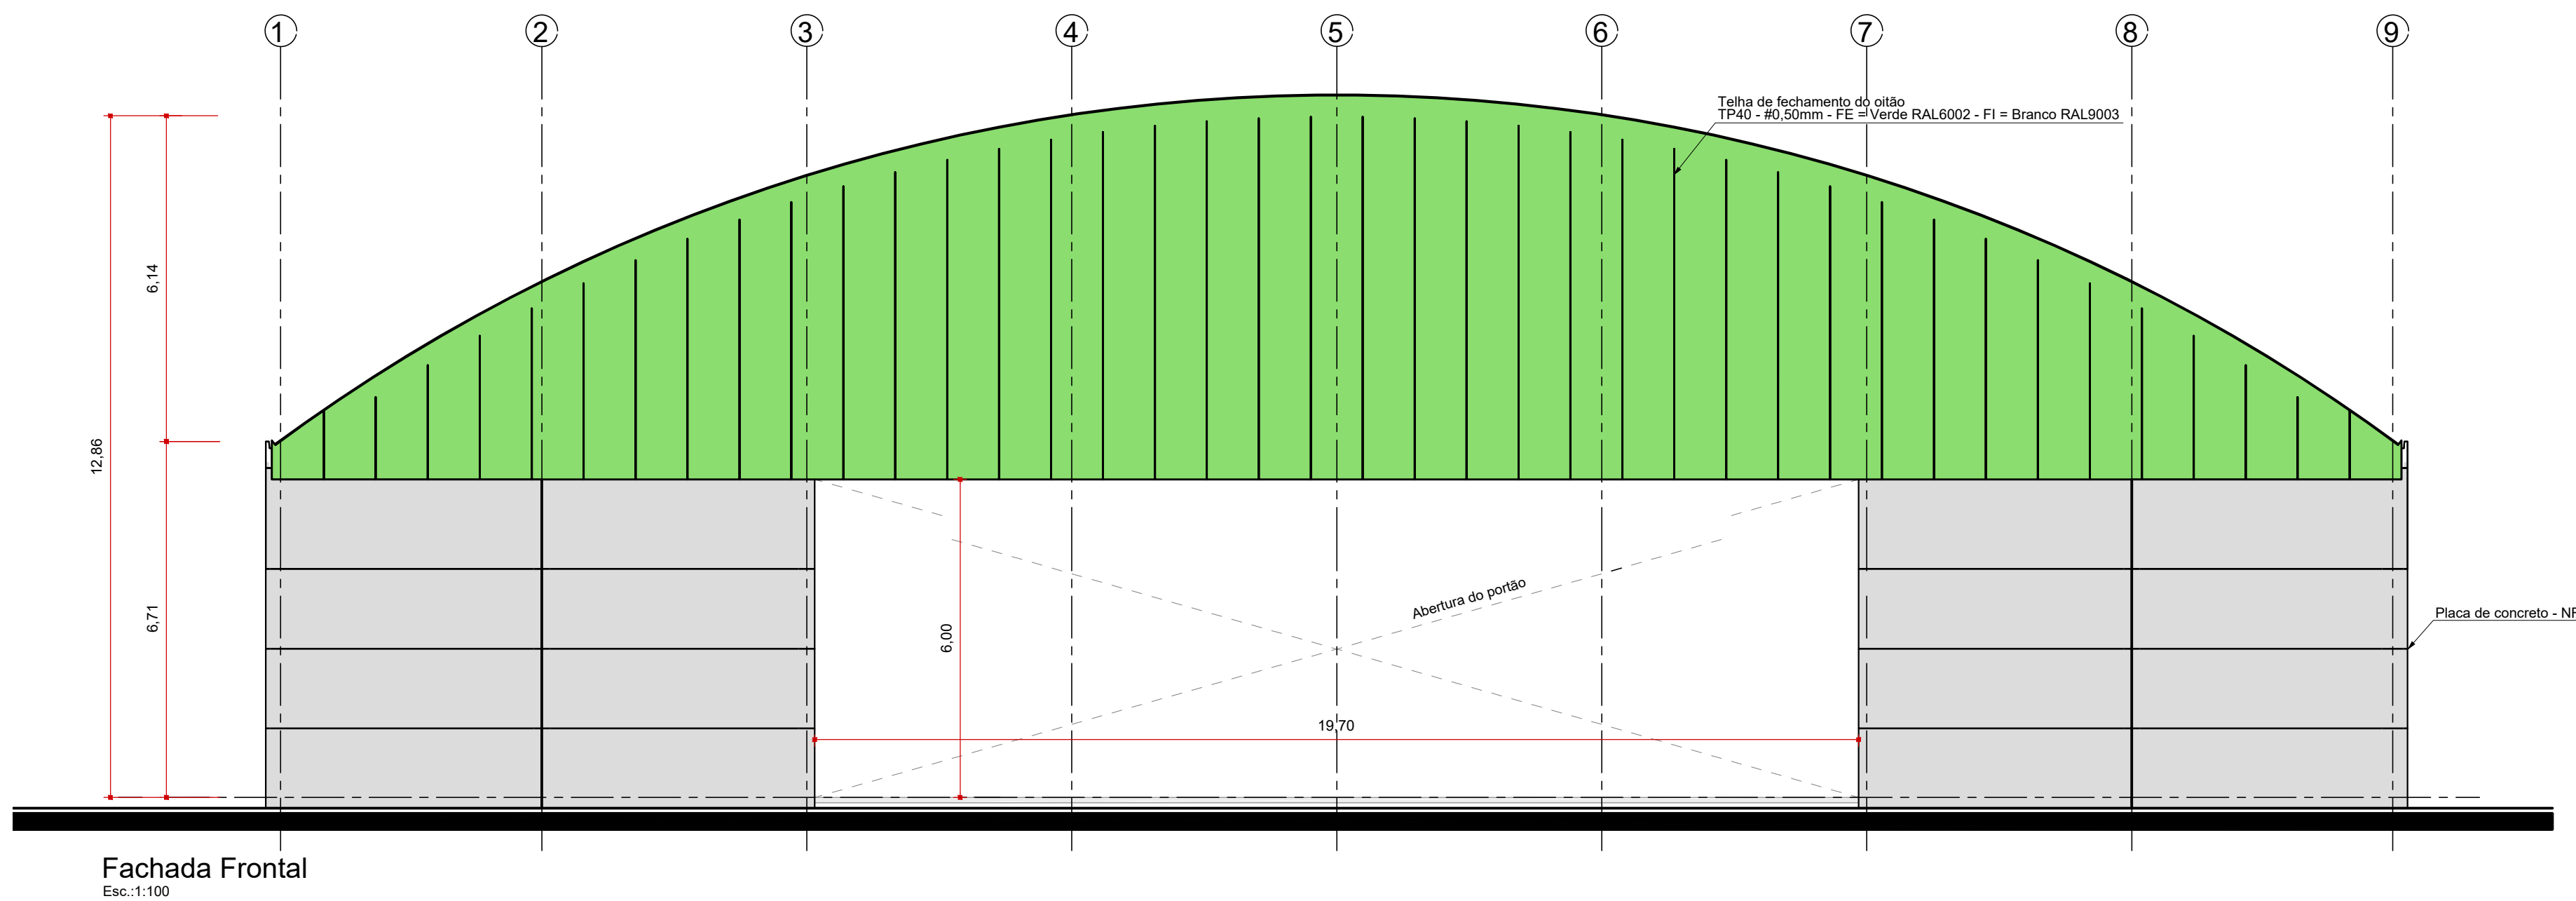 1
2
3
4
5
6
7
8
9
Telha de fechamento do oitão
TP40 - #0,50mm - FE = Verde RAL6002 - FI = Branco RAL9003
6,14
12,86
6,71
6,00
Abertura do portão
Placa de concreto -
19,70
Fachada Frontal
Esc.:1:100